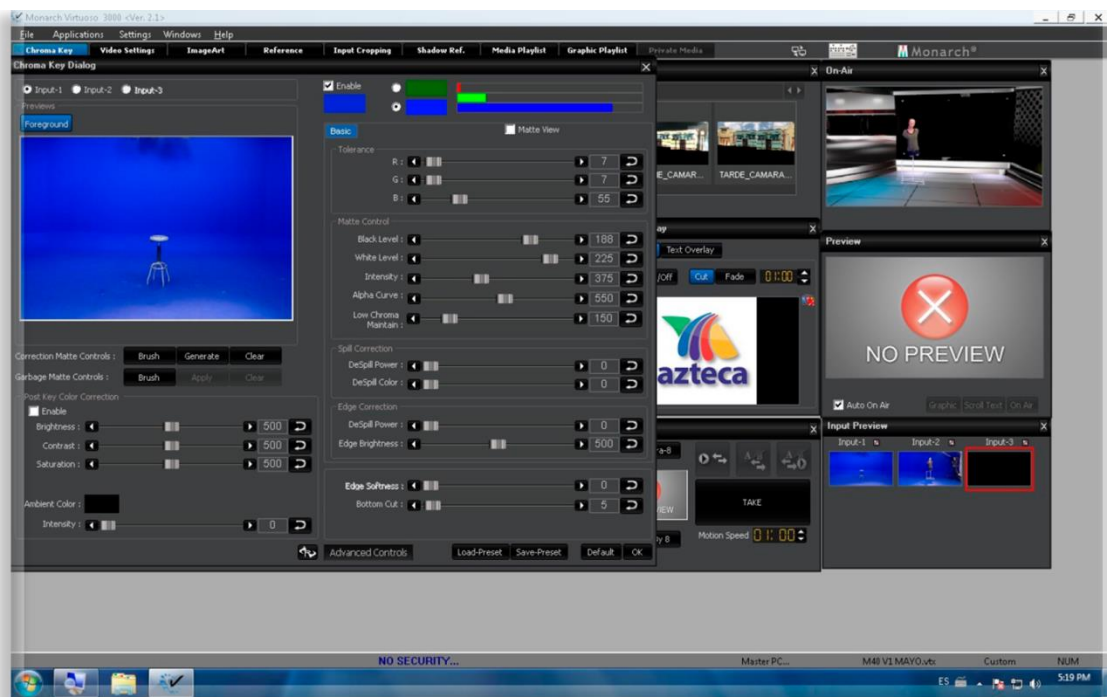 Monarch Virtuoso 3000 <Ver. 2.1>
File Applications Settings Windows Help
Chroma Key Video Settings ImageArt Reference Input Cropping Shadow Ref. Media Playlist Graphic Playlist Private Media Monarch®
Chroma Key Dialog
Input-1 Input-2 Input-3
Previews
Foreground
Enable
Basic Matte View
Tolerance
R : 7
G : 7
B : 55
Matte Control
Black Level : 188
White Level : 225
Intensity : 375
Alpha Curve : 550
Low Chroma
Maintain : 150
Spill Correction
DeSpill Power : 0
DeSpill Color : 0
Edge Correction
DeSpill Power : 0
Edge Brightness : 500
Edge Softness : 0
Bottom Cut : 5
Correction Matte Controls : Brush Generate Clear
Garbage Matte Controls : Brush Apply Clear
Post Key Color Correction
Enable
Brightness : 500
Contrast : 500
Saturation : 500
Ambient Color :
Intensity : 0
Advanced Controls Load-Preset Save-Preset Default OK
E_CAMAR... TARDE_CAMARA...
ay
Text Overlay
/Off Cut Fade 01:00
azteca
ra-8
IEW
TAKE
ly 8 Motion Speed 01:00
On-Air
Preview
NO PREVIEW
Auto On Air Graphic Scroll Text On Air
Input Preview
Input-1 Input-2 Input-3
NO SECURITY... Master PC... M40 V1 MAYO.vtx Custom NUM
ES 5:19 PM